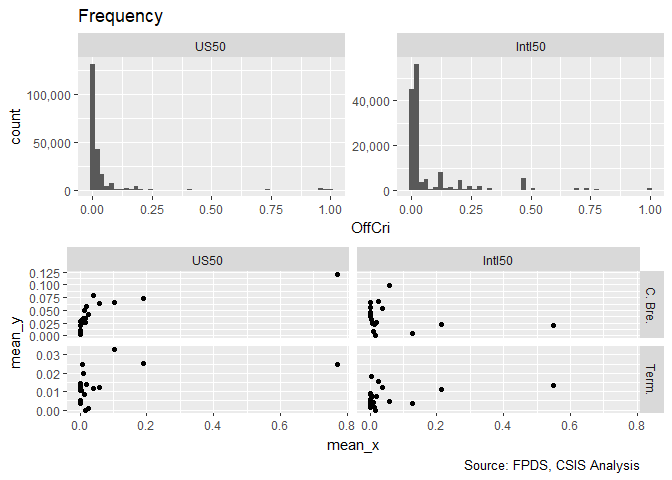 Frequency
US50
Intl50
count
100,000
50,000
0
40,000
20,000
0
0.00 0.25 0.50 0.75 1.00
0.00 0.25 0.50 0.75 1.00
OffCri
US50
Intl50
mean_y
0.125
0.100
0.075
0.050
0.025
0.000
C. Bre.
0.03
0.02
0.01
0.00
Term.
0.0 0.2 0.4 0.6 0.8
0.0 0.2 0.4 0.6 0.8
mean_x
Source: FPDS, CSIS Analysis